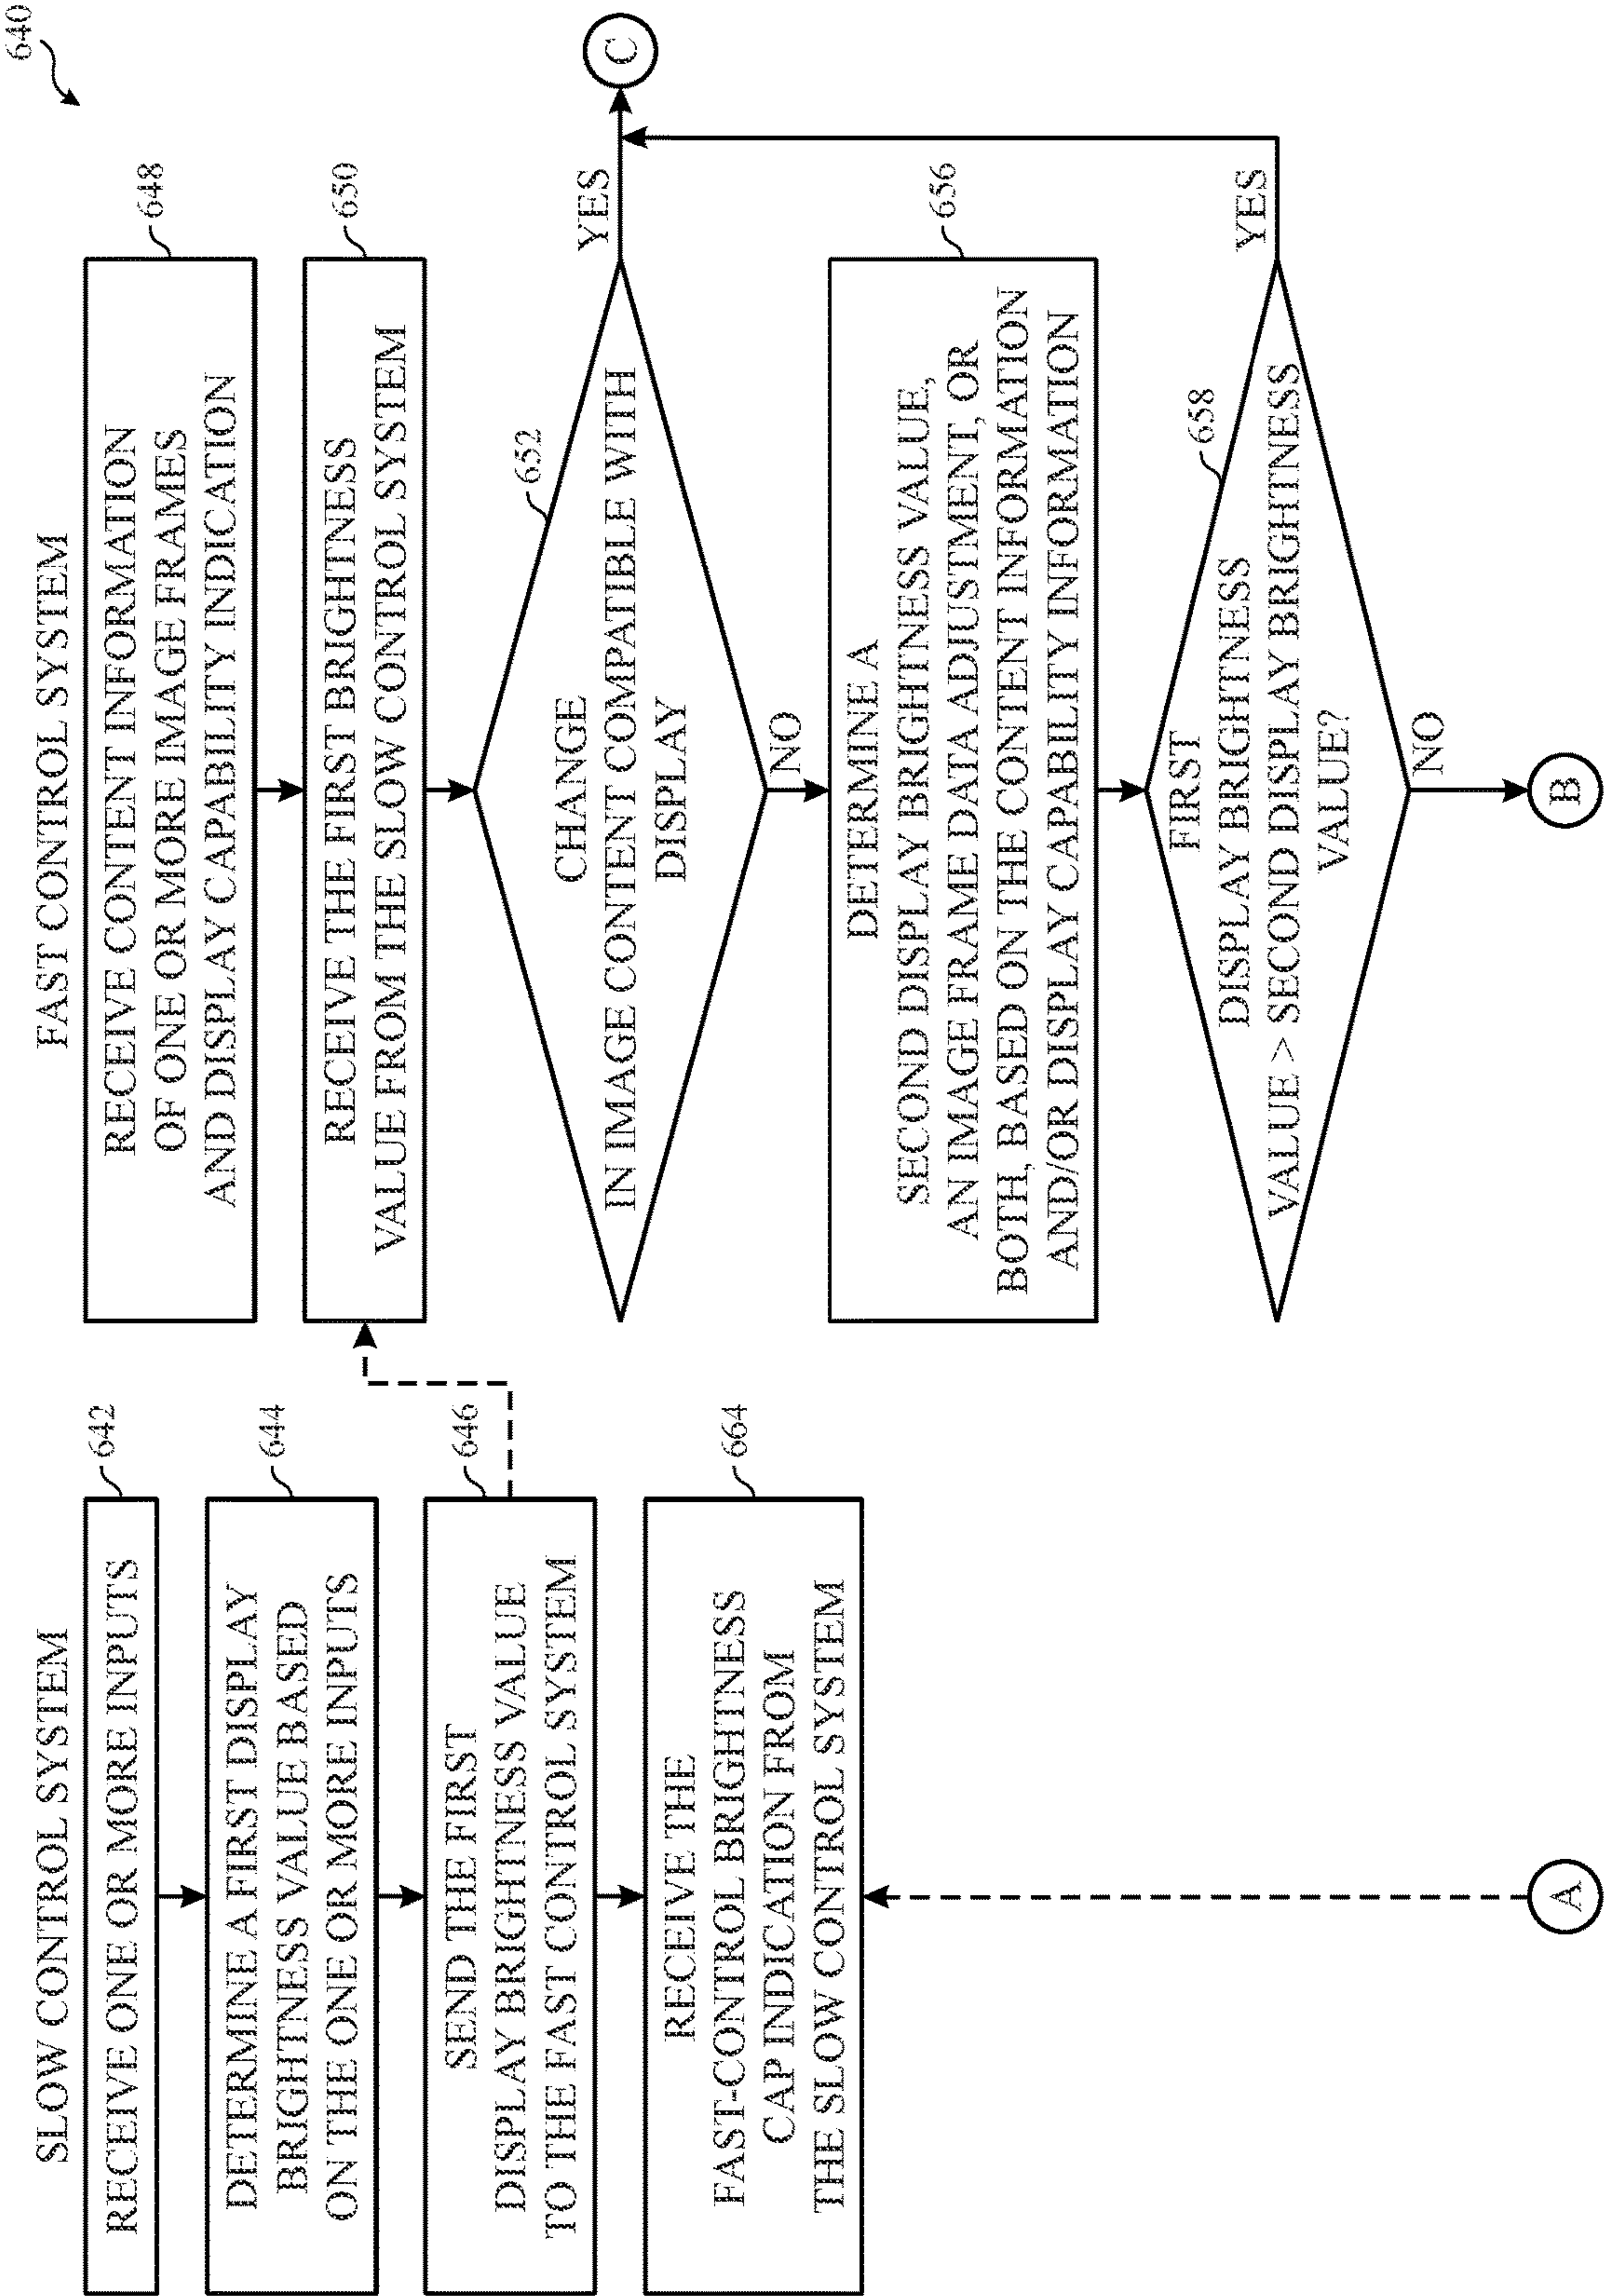 640
SLOW CONTROL SYSTEM
642
RECEIVE ONE OR MORE INPUTS
644
DETERMINE A FIRST DISPLAY
BRIGHTNESS VALUE BASED
ON THE ONE OR MORE INPUTS
646
SEND THE FIRST
DISPLAY BRIGHTNESS VALUE
TO THE FAST CONTROL SYSTEM
664
RECEIVE THE
FAST-CONTROL BRIGHTNESS
CAP INDICATION FROM
THE SLOW CONTROL SYSTEM
A
FAST CONTROL SYSTEM
648
RECEIVE CONTENT INFORMATION
OF ONE OR MORE IMAGE FRAMES
AND DISPLAY CAPABILITY INDICATION
650
RECEIVE THE FIRST BRIGHTNESS
VALUE FROM THE SLOW CONTROL SYSTEM
652
CHANGE
IN IMAGE CONTENT COMPATIBLE WITH
DISPLAY
YES
C
NO
656
DETERMINE A
SECOND DISPLAY BRIGHTNESS VALUE,
AN IMAGE FRAME DATA ADJUSTMENT, OR
BOTH, BASED ON THE CONTENT INFORMATION
AND/OR DISPLAY CAPABILITY INFORMATION
658
FIRST
DISPLAY BRIGHTNESS
VALUE > SECOND DISPLAY BRIGHTNESS
VALUE?
YES
NO
B